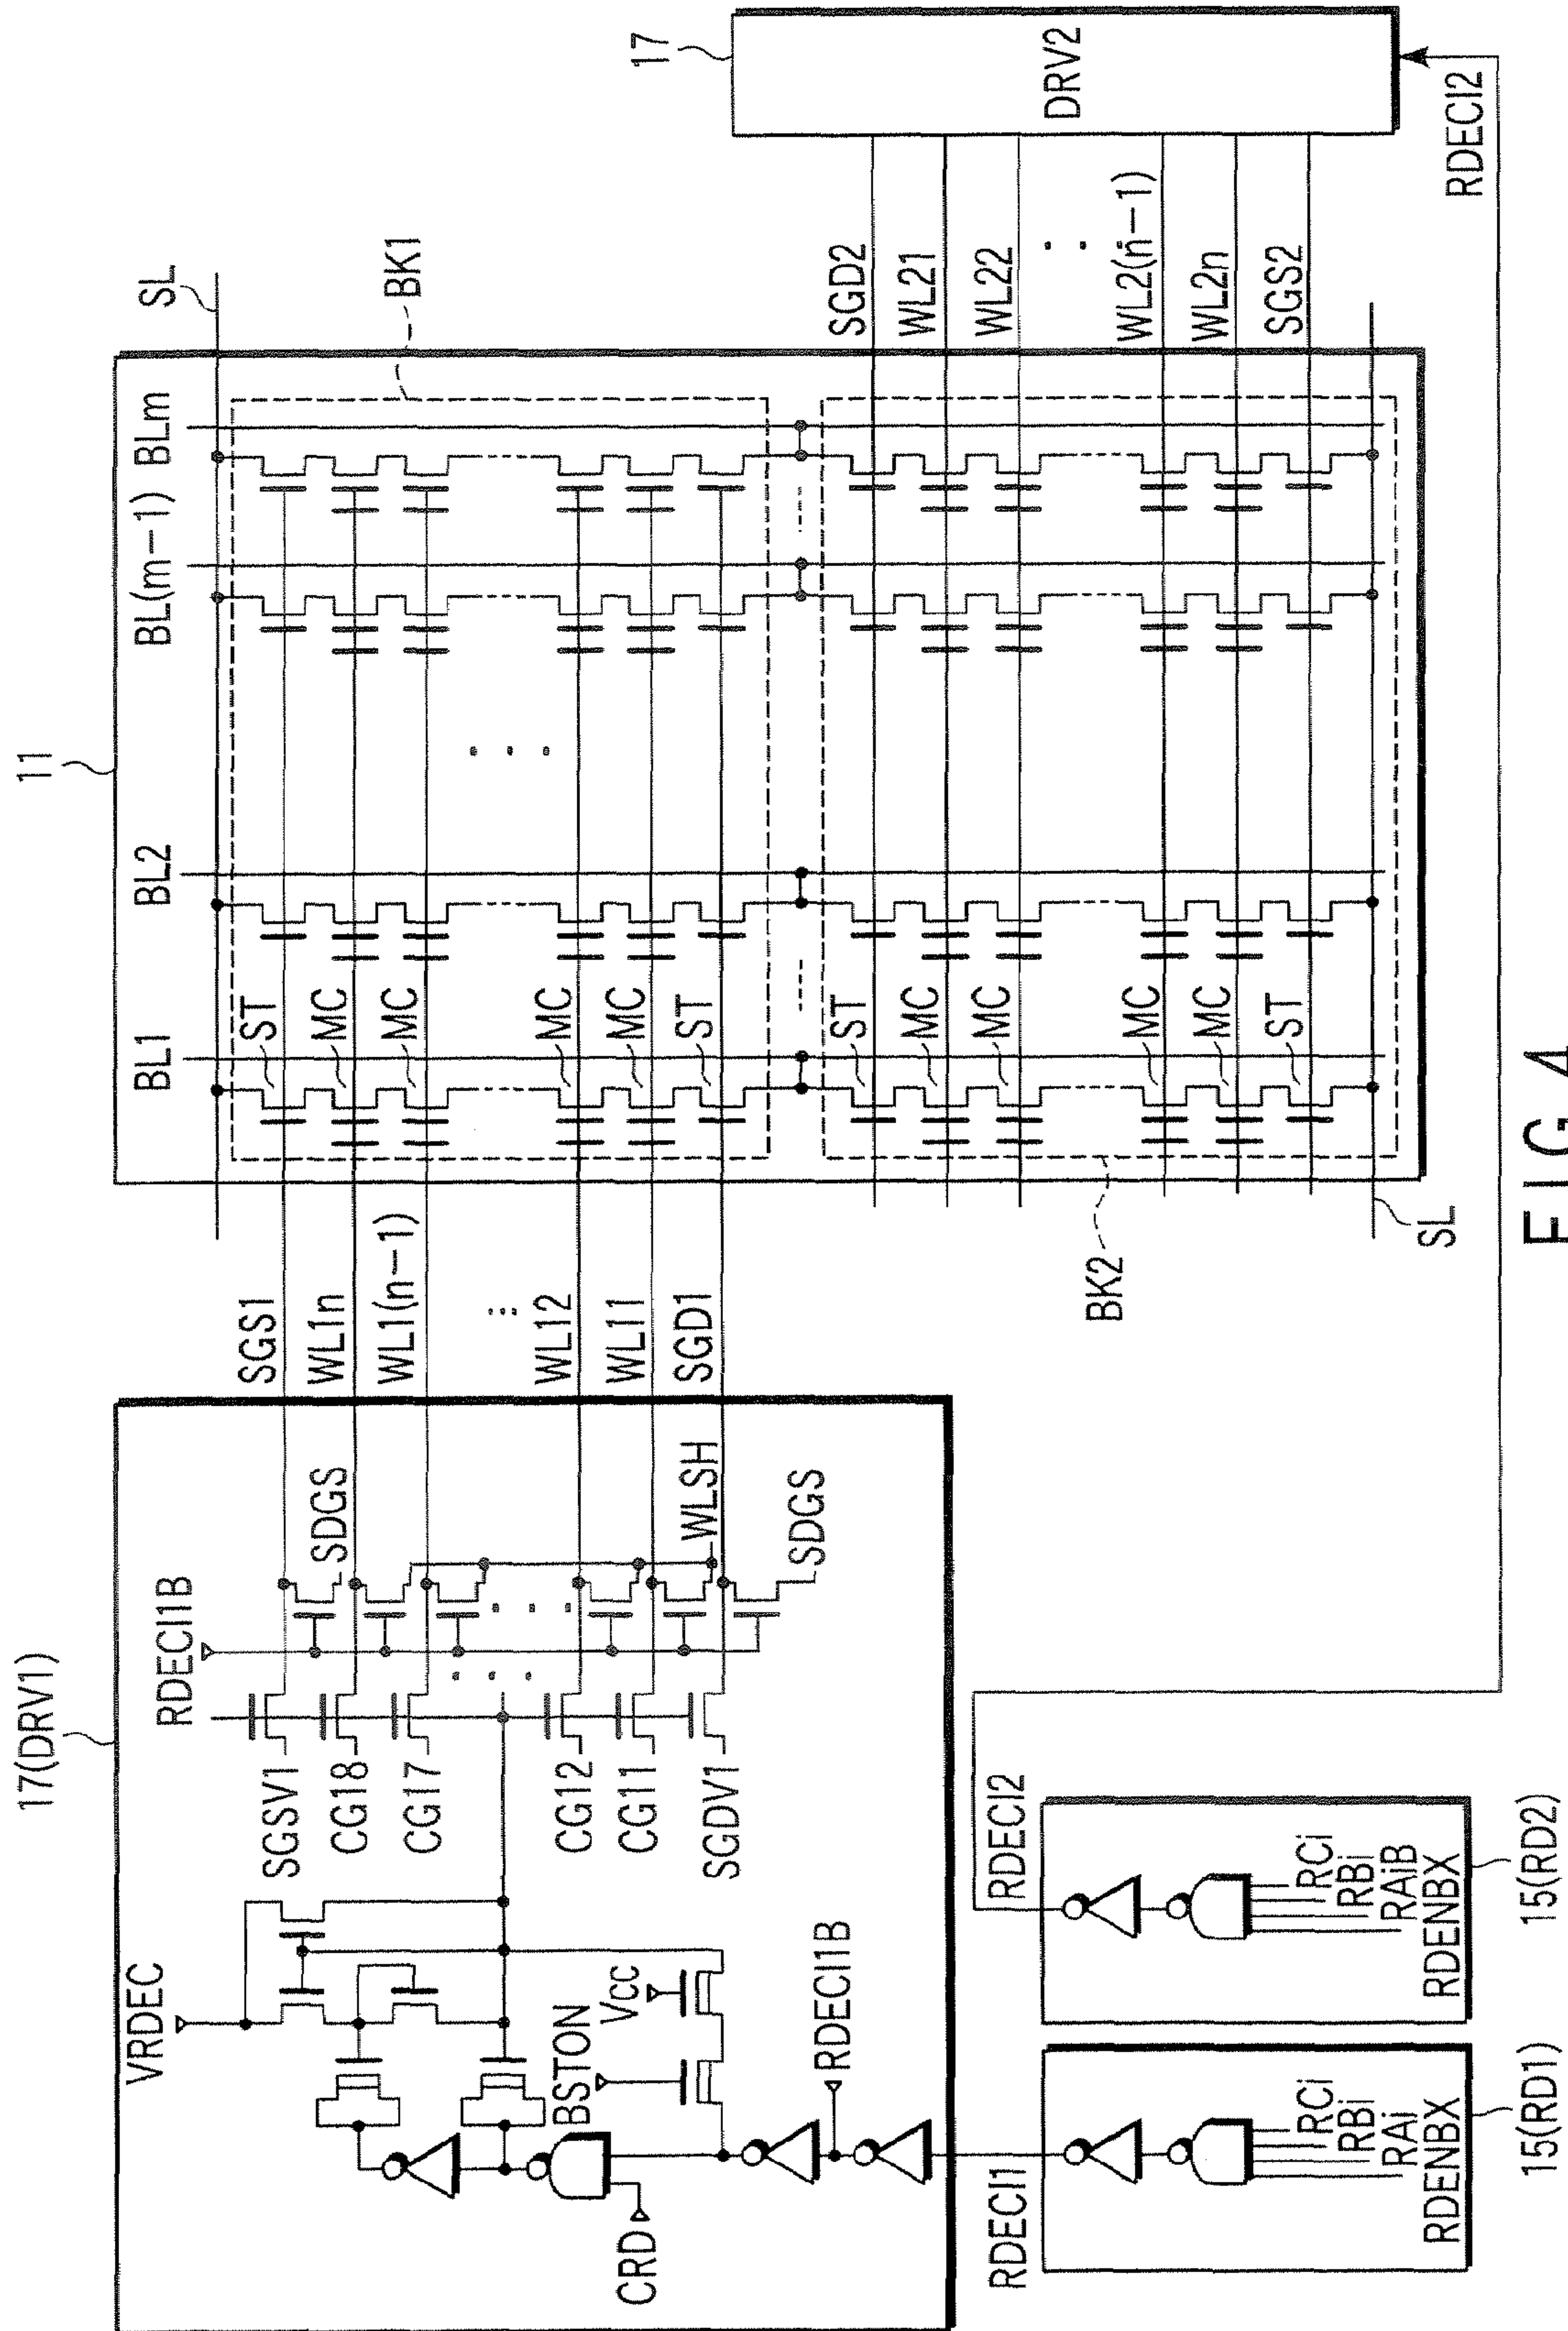 17(DRV1)
VRDEC
RDECI1B
SGSV1
CG18
CG17
CG12
CG11
SGDV1
SDGS
WLSH
SDGS
BSTON
Vcc
CRD
RDECI1B
SGS1
WL1n
WL1(n-1)
WL12
WL11
SGD1
11
BL1
BL2
BL(m-1)
BLm
SL
BK1
ST
MC
MC
MC
MC
ST
ST
MC
MC
MC
MC
ST
BK2
SL
SGD2
WL21
WL22
WL2(n-1)
WL2n
SGS2
17
DRV2
RDECI2
RDECI1
RCi
RBi
RAi
RDENBX
15(RD1)
RDECI2
RCi
RBi
RAiB
RDENBX
15(RD2)
FIG. 4